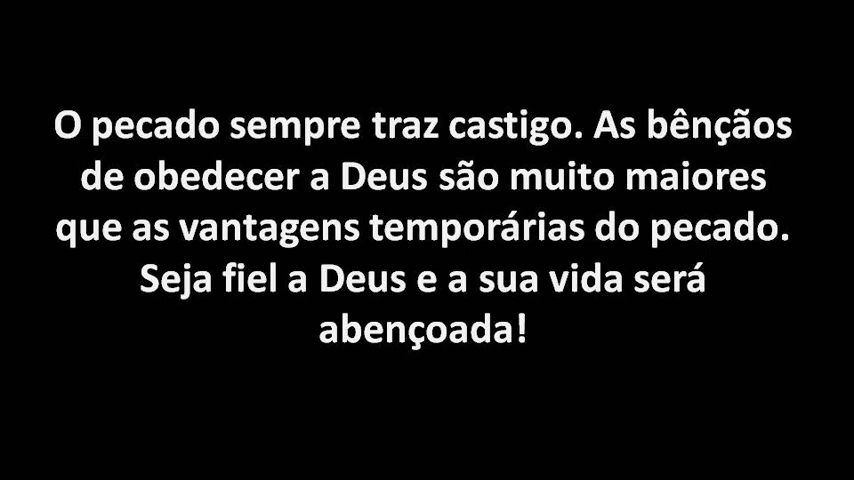 O pecado sempre traz castigo. As bênçãos
de obedecer a Deus são muito maiores
que as vantagens temporárias do pecado.
Seja fiel a Deus e a sua vida será
abençoada!